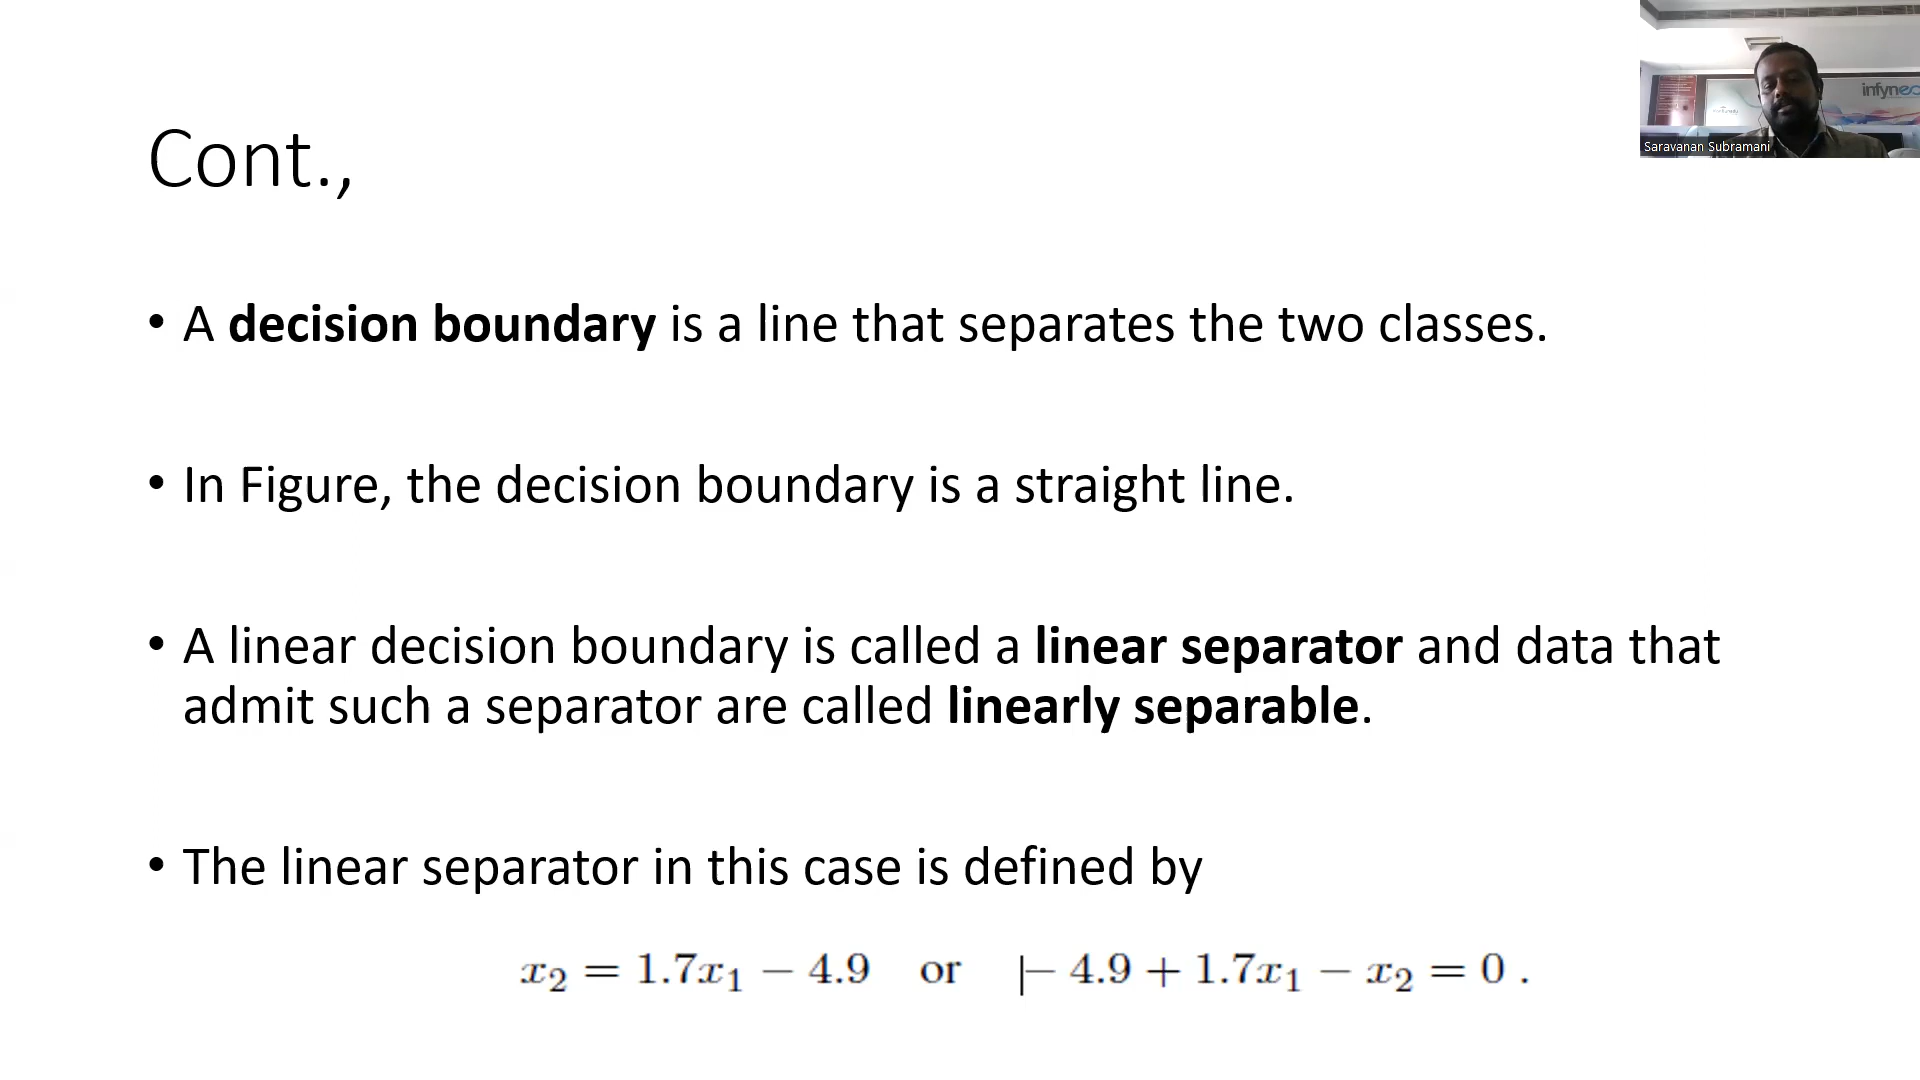 infyneo
Saravanan Subramani
Cont.,
• A decision boundary is a line that separates the two classes.
• In Figure, the decision boundary is a straight line.
• A linear decision boundary is called a linear separator and data that
admit such a separator are called linearly separable.
• The linear separator in this case is defined by
x₂ = 1.7x₁ − 4.9 or − 4.9 + 1.7x₁ − x₂ = 0 .